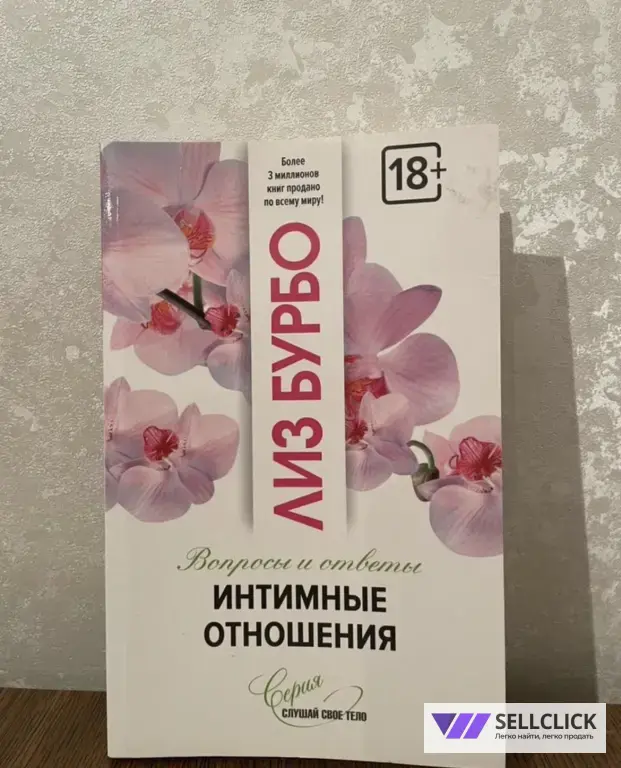 Более
3 миллионов
книг продано
по всему миру!
18+
ЛИЗ БУРБО
Вопросы и ответы
ИНТИМНЫЕ
ОТНОШЕНИЯ
Серия
СЛУШАЙ СВОЕ ТЕЛО
SELLCLICK
Легко найти, легко продать